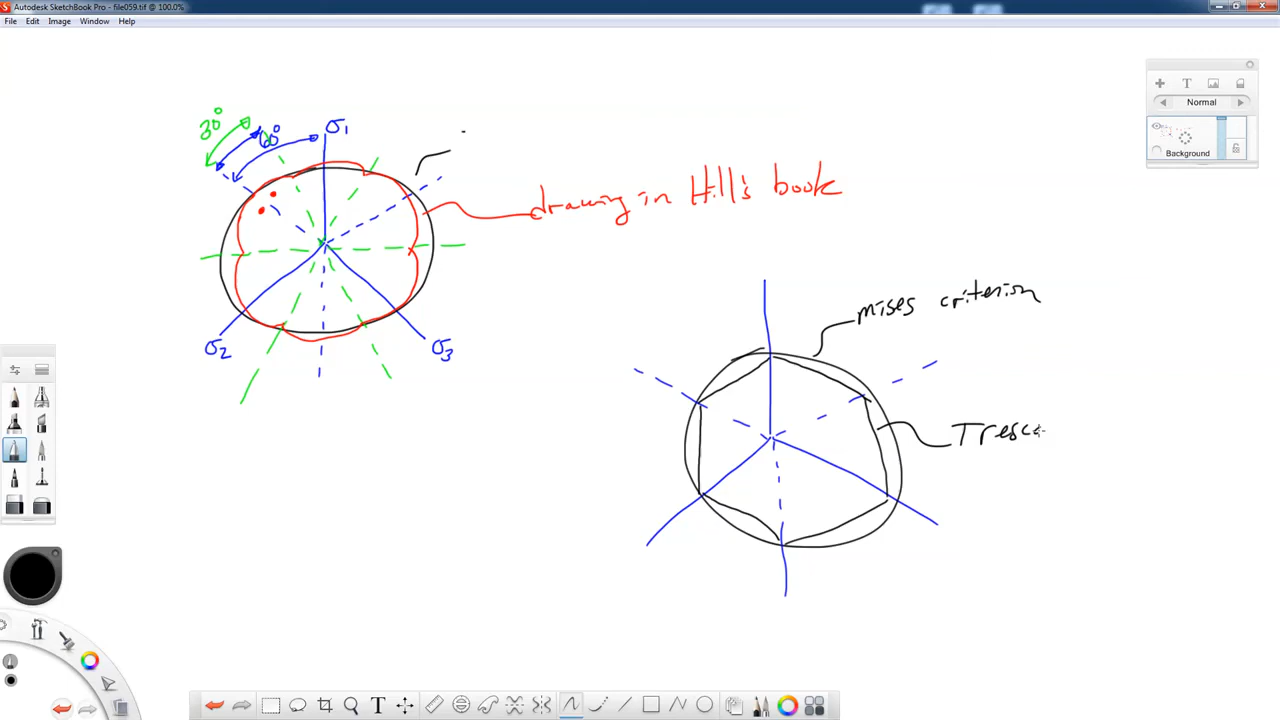 Autodesk SketchBook Pro - file059.tif @ 100.0%
File Edit Image Window Help
T
Normal
Background
30°
60°
σ1
drawing in Hill's book
σ2
σ3
mises criterion
Tresca
T